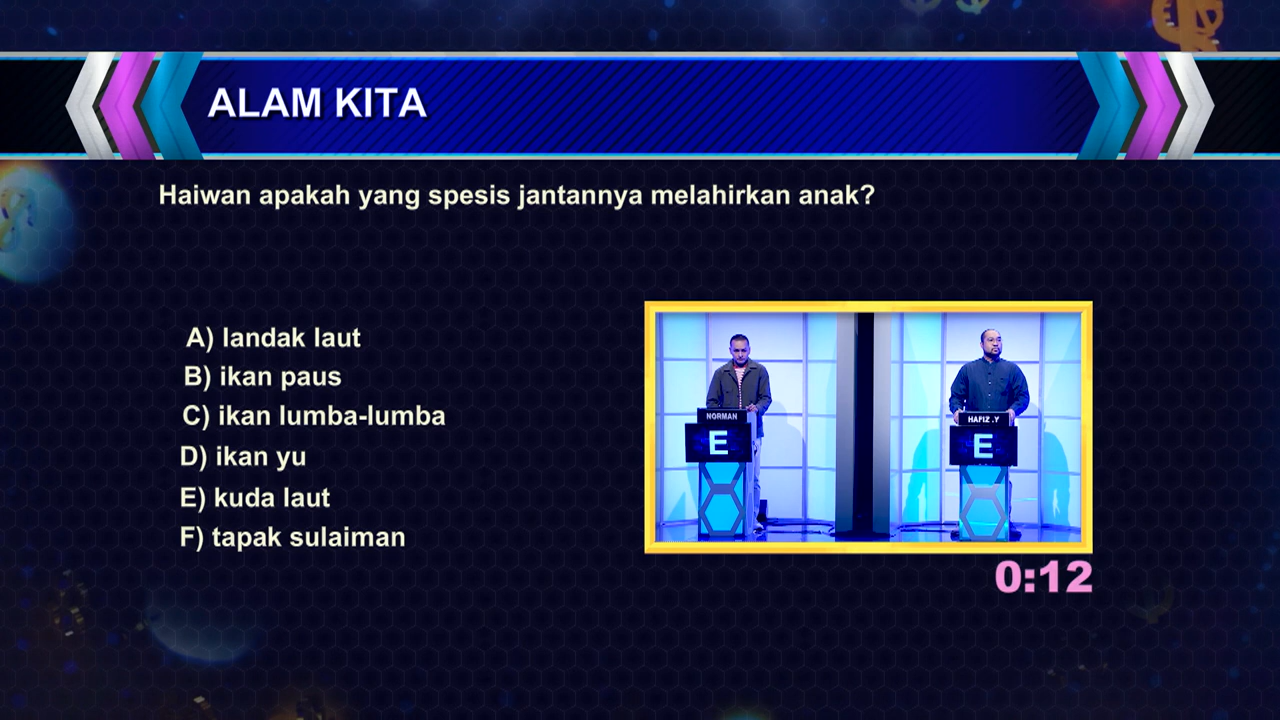 ALAM KITA
Haiwan apakah yang spesis jantannya melahirkan anak?
A) landak laut
B) ikan paus
C) ikan lumba-lumba
D) ikan yu
E) kuda laut
F) tapak sulaiman
NORMAN
E
HAFIZ .Y
E
0:12